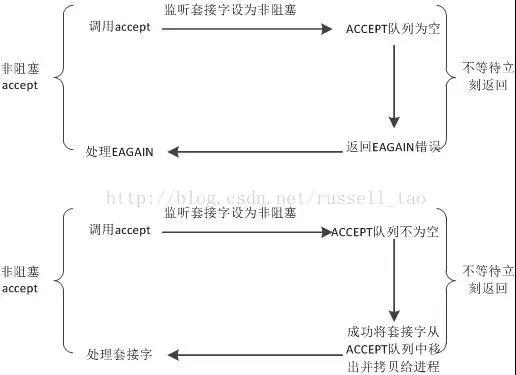 监听套接字设为非阻塞
调用accept
ACCEPT队列为空
非阻塞
accept
不等待立
刻返回
处理EAGAIN
返回EAGAIN错误
http://blog.csdn.net/russell_tao
监听套接字设为非阻塞
调用accept
ACCEPT队列不为空
非阻塞
accept
不等待立
刻返回
成功将套接字从
ACCEPT队列中移
出并拷贝给进程
处理套接字